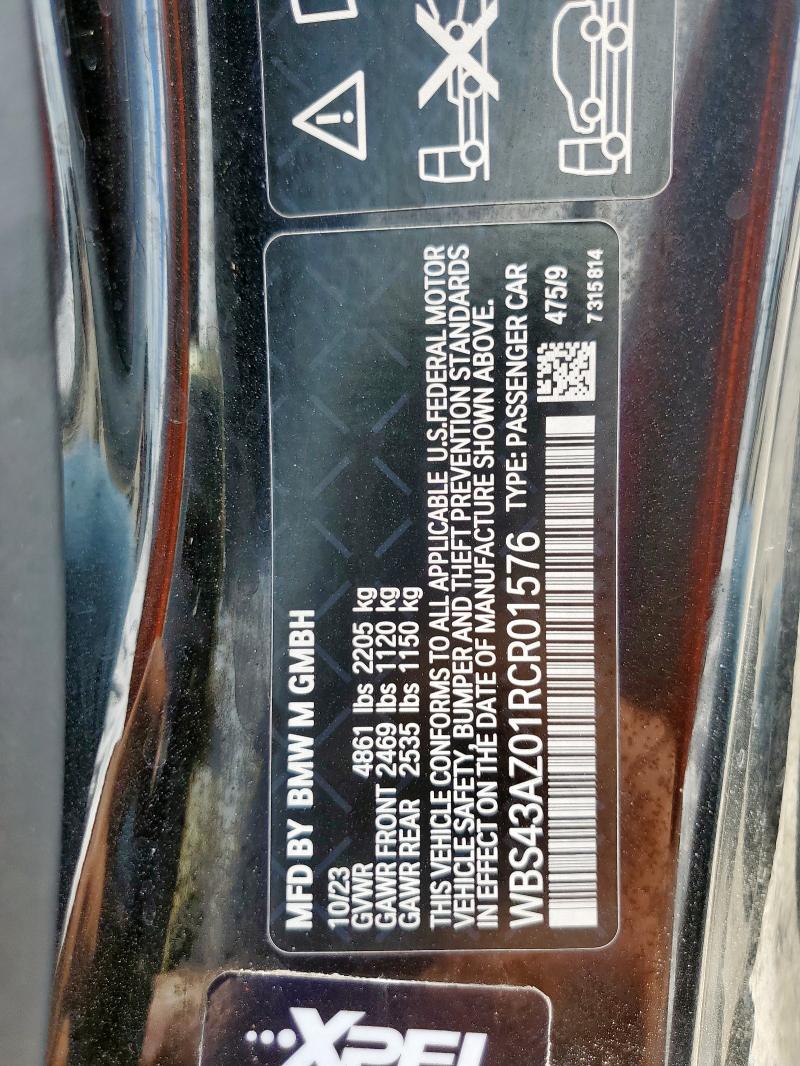 MFD BY BMW M GMBH
10/23
GVWR 4861 lbs 2205 kg
GAWR FRONT 2469 lbs 1120 kg
GAWR REAR 2535 lbs 1150 kg
THIS VEHICLE CONFORMS TO ALL APPLICABLE U.S.FEDERAL MOTOR
VEHICLE SAFETY, BUMPER AND THEFT PREVENTION STANDARDS
IN EFFECT ON THE DATE OF MANUFACTURE SHOWN ABOVE.
WBS43AZ01RCR01576 TYPE: PASSENGER CAR
475/9
7 315 814
XPEL